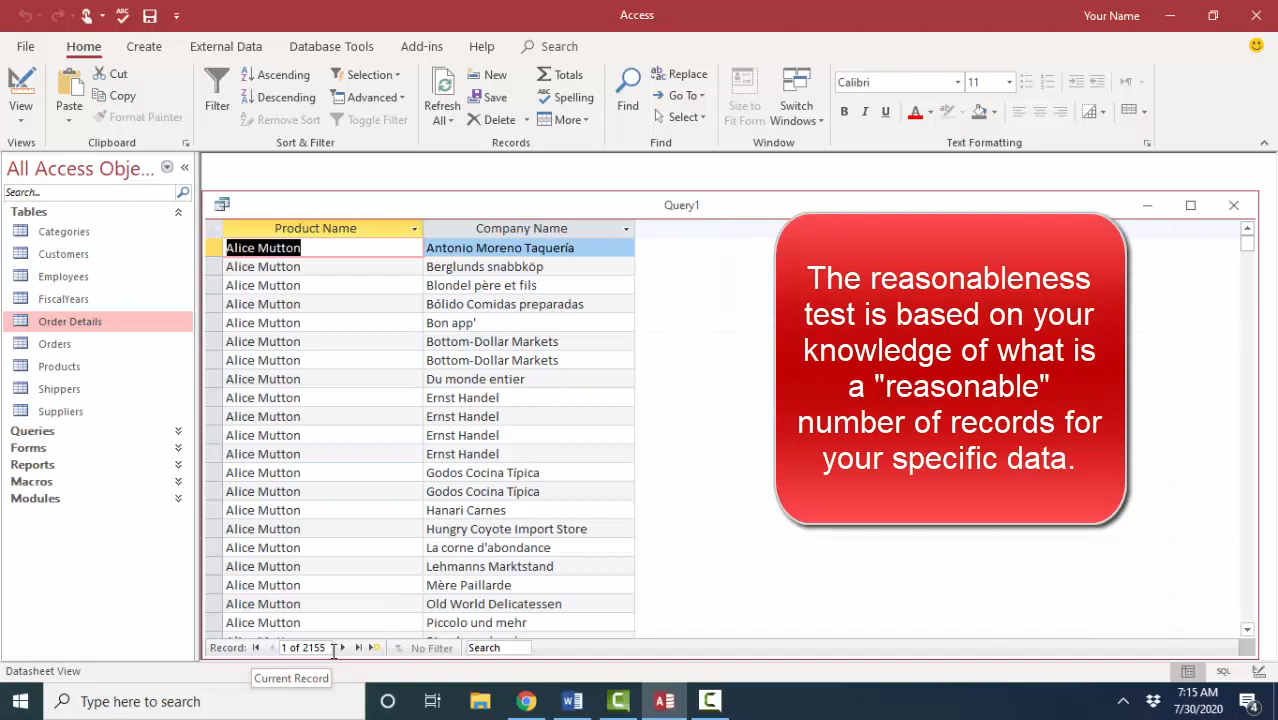 Access
Your Name
File Home Create External Data Database Tools Add-ins Help Search
View
Views
Paste
Cut
Copy
Format Painter
Clipboard
Filter
Ascending
Descending
Remove Sort
Selection
Advanced
Toggle Filter
Sort & Filter
Refresh All
New
Save
Delete
Totals
Spelling
More
Records
Find
Replace
Go To
Select
Find
Size to Fit Form
Switch Windows
Window
Calibri 11
B I U A
Text Formatting
All Access Obje...
Search...
Tables
Categories
Customers
Employees
FiscalYears
Order Details
Orders
Products
Shippers
Suppliers
Queries
Forms
Reports
Macros
Modules
Query1
Product Name Company Name
Alice Mutton Antonio Moreno Taquería
Alice Mutton Berglunds snabbköp
Alice Mutton Blondel père et fils
Alice Mutton Bólido Comidas preparadas
Alice Mutton Bon app'
Alice Mutton Bottom-Dollar Markets
Alice Mutton Bottom-Dollar Markets
Alice Mutton Du monde entier
Alice Mutton Ernst Handel
Alice Mutton Ernst Handel
Alice Mutton Ernst Handel
Alice Mutton Ernst Handel
Alice Mutton Godos Cocina Típica
Alice Mutton Godos Cocina Típica
Alice Mutton Hanari Carnes
Alice Mutton Hungry Coyote Import Store
Alice Mutton La corne d'abondance
Alice Mutton Lehmanns Marktstand
Alice Mutton Mère Paillarde
Alice Mutton Old World Delicatessen
Alice Mutton Piccolo und mehr
The reasonableness
test is based on your
knowledge of what is
a "reasonable"
number of records for
your specific data.
Record: 1 of 2155 No Filter Search
Current Record
Datasheet View
SQL
Type here to search
7:15 AM
7/30/2020
4